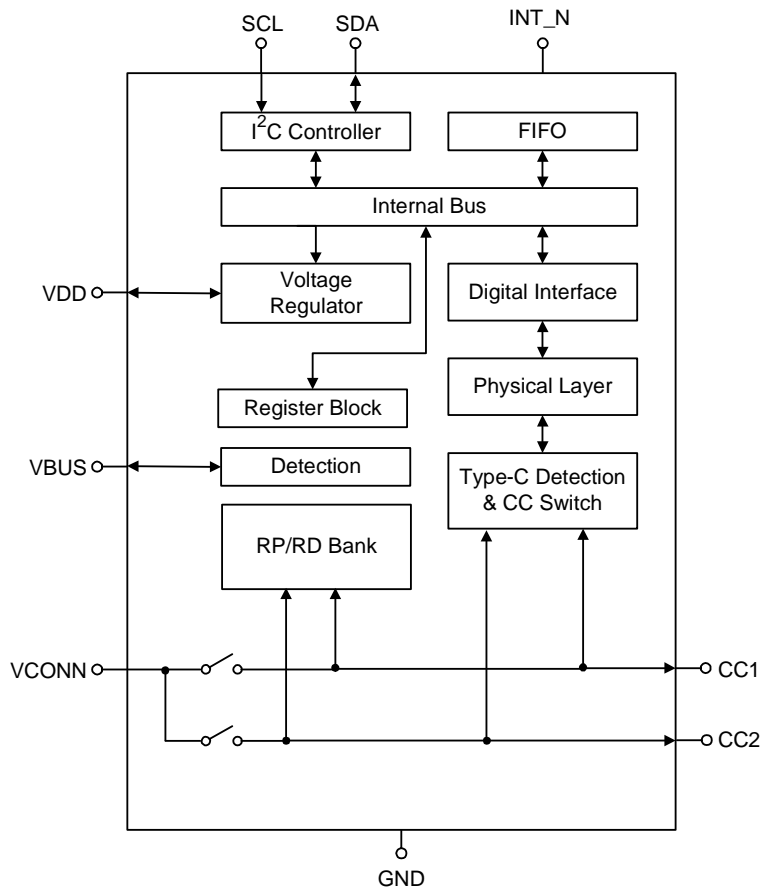 SCL
SDA
INT_N
I²C Controller
FIFO
Internal Bus
VDD
Voltage
Regulator
Digital Interface
Physical Layer
Register Block
VBUS
Detection
Type-C Detection
& CC Switch
RP/RD Bank
VCONN
CC1
CC2
GND